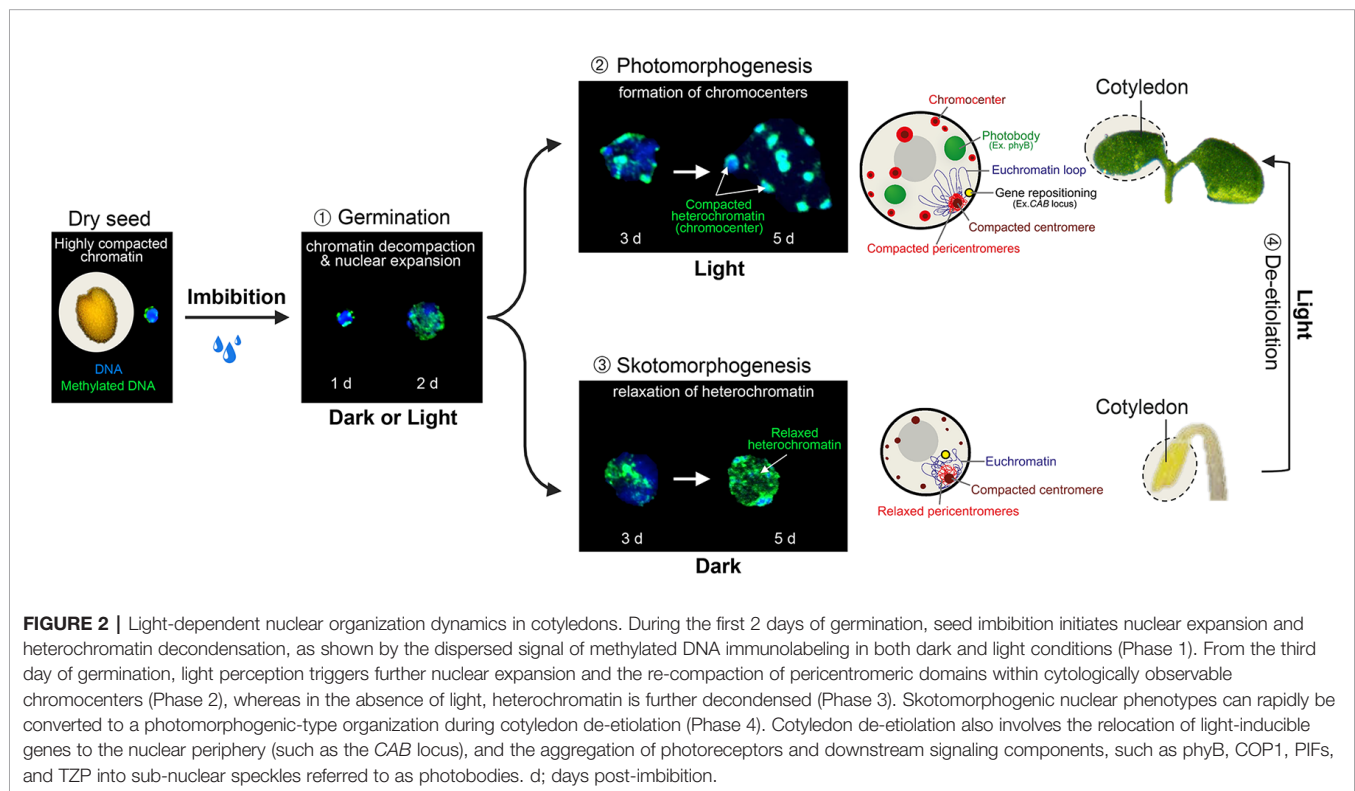 Dry seed
Highly compacted
chromatin
DNA
Methylated DNA
Imbibition
① Germination
chromatin decompaction
& nuclear expansion
1 d
2 d
Dark or Light
② Photomorphogenesis
formation of chromocenters
Compacted
heterochromatin
(chromocenter)
3 d
5 d
Light
Chromocenter
Photobody
(Ex. phyB)
Euchromatin loop
Gene repositioning
(Ex.CAB locus)
Compacted centromere
Compacted pericentromeres
Cotyledon
③ Skotomorphogenesis
relaxation of heterochromatin
Relaxed
heterochromatin
3 d
5 d
Dark
Euchromatin
Compacted centromere
Relaxed pericentromeres
Cotyledon
④ De-etiolation
Light
FIGURE 2 | Light-dependent nuclear organization dynamics in cotyledons. During the first 2 days of germination, seed imbibition initiates nuclear expansion and
heterochromatin decondensation, as shown by the dispersed signal of methylated DNA immunolabeling in both dark and light conditions (Phase 1). From the third
day of germination, light perception triggers further nuclear expansion and the re-compaction of pericentromeric domains within cytologically observable
chromocenters (Phase 2), whereas in the absence of light, heterochromatin is further decondensed (Phase 3). Skotomorphogenic nuclear phenotypes can rapidly be
converted to a photomorphogenic-type organization during cotyledon de-etiolation (Phase 4). Cotyledon de-etiolation also involves the relocation of light-inducible
genes to the nuclear periphery (such as the CAB locus), and the aggregation of photoreceptors and downstream signaling components, such as phyB, COP1, PIFs,
and TZP into sub-nuclear speckles referred to as photobodies. d; days post-imbibition.